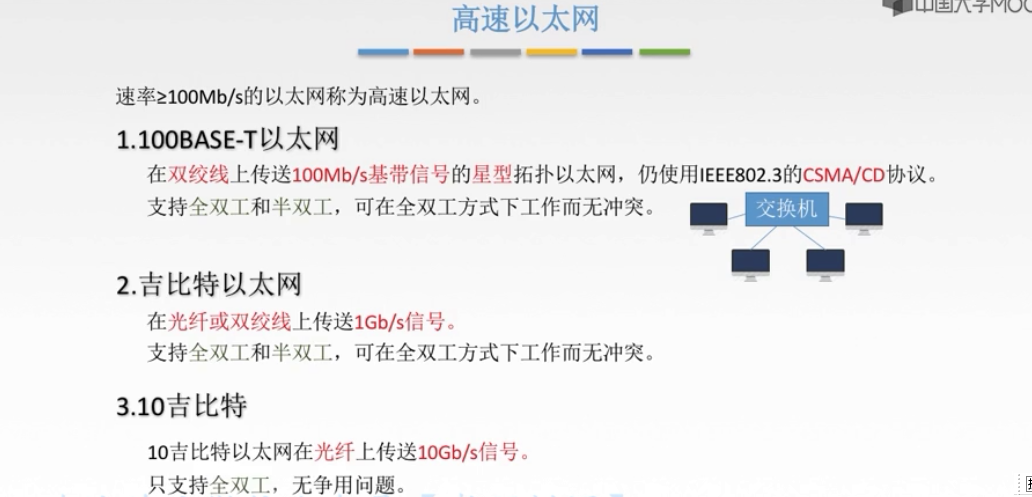 高速以太网
中国大学MOO
速率≥100Mb/s的以太网称为高速以太网。
1.100BASE-T以太网
在双绞线上传送100Mb/s基带信号的星型拓扑以太网，仍使用IEEE802.3的CSMA/CD协议。
支持全双工和半双工，可在全双工方式下工作而无冲突。
交换机
2.吉比特以太网
在光纤或双绞线上传送1Gb/s信号。
支持全双工和半双工，可在全双工方式下工作而无冲突。
3.10吉比特
10吉比特以太网在光纤上传送10Gb/s信号。
只支持全双工，无争用问题。